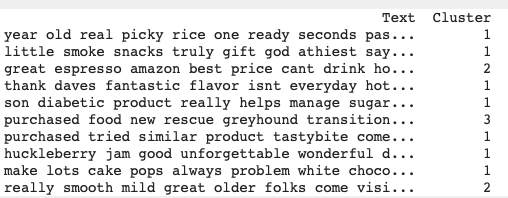 Text Cluster
year old real picky rice one ready seconds pas... 1
little smoke snacks truly gift god athiest say... 1
great espresso amazon best price cant drink ho... 2
thank daves fantastic flavor isnt everyday hot... 1
son diabetic product really helps manage sugar... 1
purchased food new rescue greyhound transition... 3
purchased tried similar product tastybite come... 1
huckleberry jam good unforgettable wonderful d... 1
make lots cake pops always problem white choco... 1
really smooth mild great older folks come visi... 2